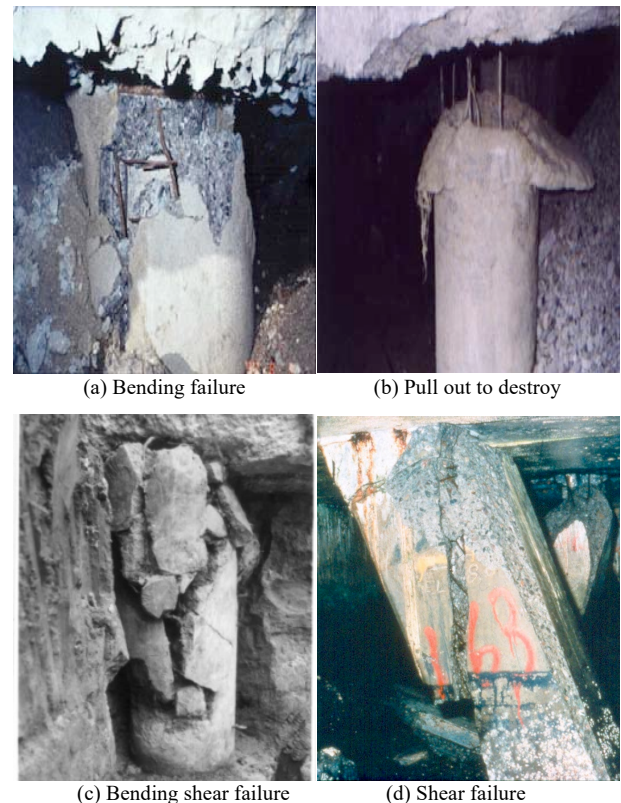 (a) Bending failure
(b) Pull out to destroy
(c) Bending shear failure
(d) Shear failure
168